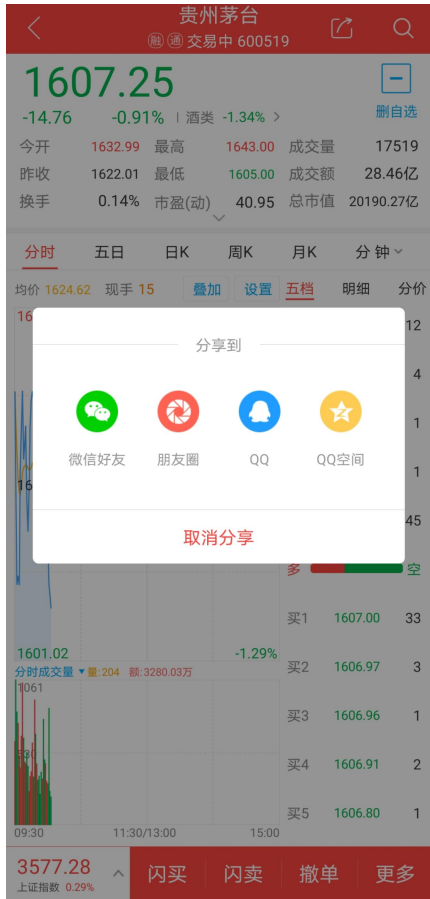 贵州茅台
融 通 交易中 600519
1607.25
-14.76 -0.91% 酒类 -1.34%
删自选
今开 1632.99 最高 1643.00 成交量 17519
昨收 1622.01 最低 1605.00 成交额 28.46亿
换手 0.14% 市盈(动) 40.95 总市值 20190.27亿
分时 五日 日K 周K 月K 分钟
均价 1624.62 现手 15 叠加 设置 五档 明细 分价
16
12
分享到
4
1
微信好友 朋友圈 QQ QQ空间
16
1
45
取消分享
多 空
买1 1607.00 33
1601.02 -1.29%
买2 1606.97 3
分时成交量 量:204 额:3280.03万
1061
买3 1606.96 1
530
买4 1606.91 2
买5 1606.80 1
09:30 11:30/13:00 15:00
3577.28
上证指数 0.29%
闪买 闪卖 撤单 更多